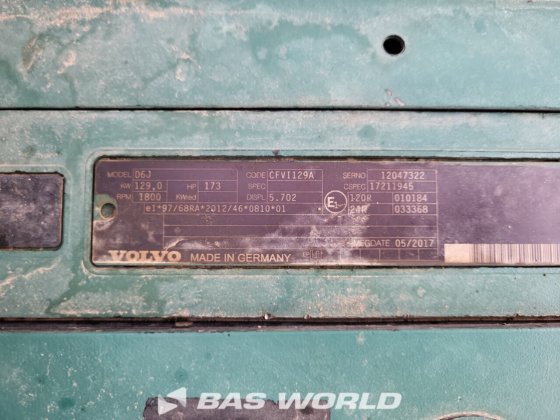 MODEL D6J CODE CFVI129A SERNO 12047322
KW 129,0 HP 173 SPEC CSPEC 17211945
RPM 1800 KWred DISPL 5.702 E1 120R 010184
e1*97/68RA*2012/46*0810*01 24R 033368
MFGDATE 05/2017
VOLVO MADE IN GERMANY
BAS WORLD